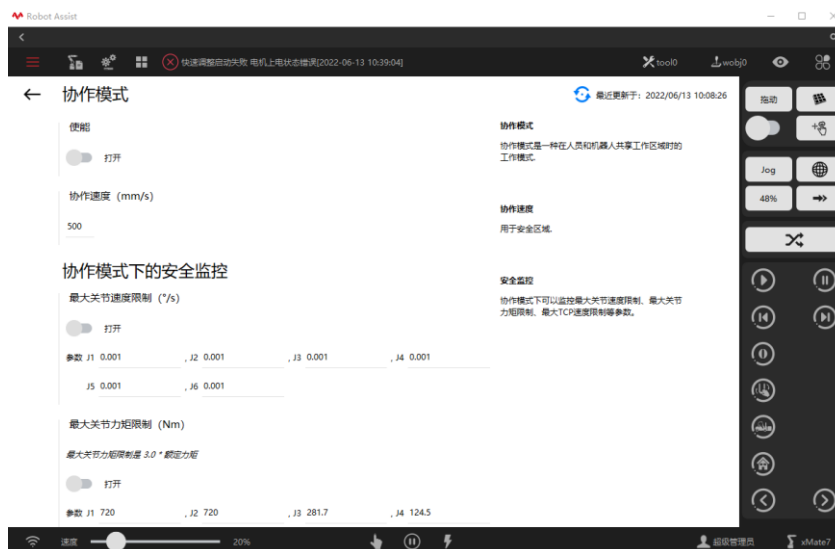 Robot Assist
快速调整启动失败 电机上电状态错误[2022-06-13 10:39:04]
tool0
wobj0
协作模式
最近更新于：2022/06/13 10:08:26
使能
打开
协作速度（mm/s）
500
协作模式
协作模式是一种在人员和机器人共享工作区域时的
工作模式.
协作速度
用于安全区域.
协作模式下的安全监控
最大关节速度限制（°/s）
打开
参数 J1 0.001 , J2 0.001 , J3 0.001 , J4 0.001
J5 0.001 , J6 0.001
安全监控
协作模式下可以监控最大关节速度限制、最大关节
力矩限制、最大TCP速度限制等参数。
最大关节力矩限制（Nm）
最大关节力矩限制是 3.0 * 额定力矩
打开
参数 J1 720 , J2 720 , J3 281.7 , J4 124.5
拖动
Jog
48%
速度
20%
超级管理员
xMate7